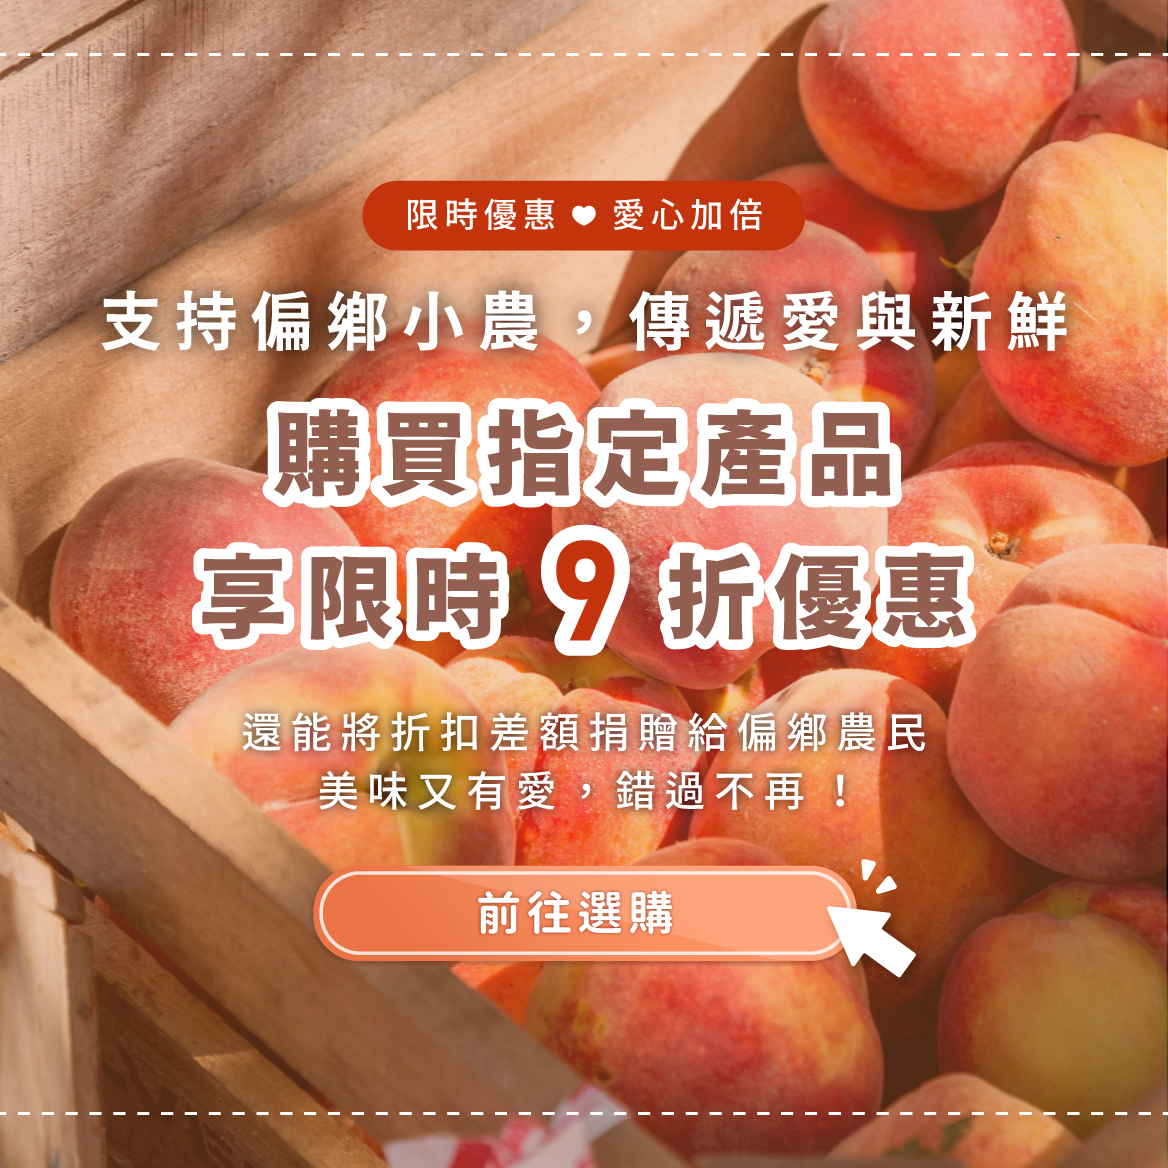 限時優惠 ♥ 愛心加倍
支持偏鄉小農，傳遞愛與新鮮
購買指定產品
享限時 9 折優惠
還能將折扣差額捐贈給偏鄉農民
美味又有愛，錯過不再！
前往選購